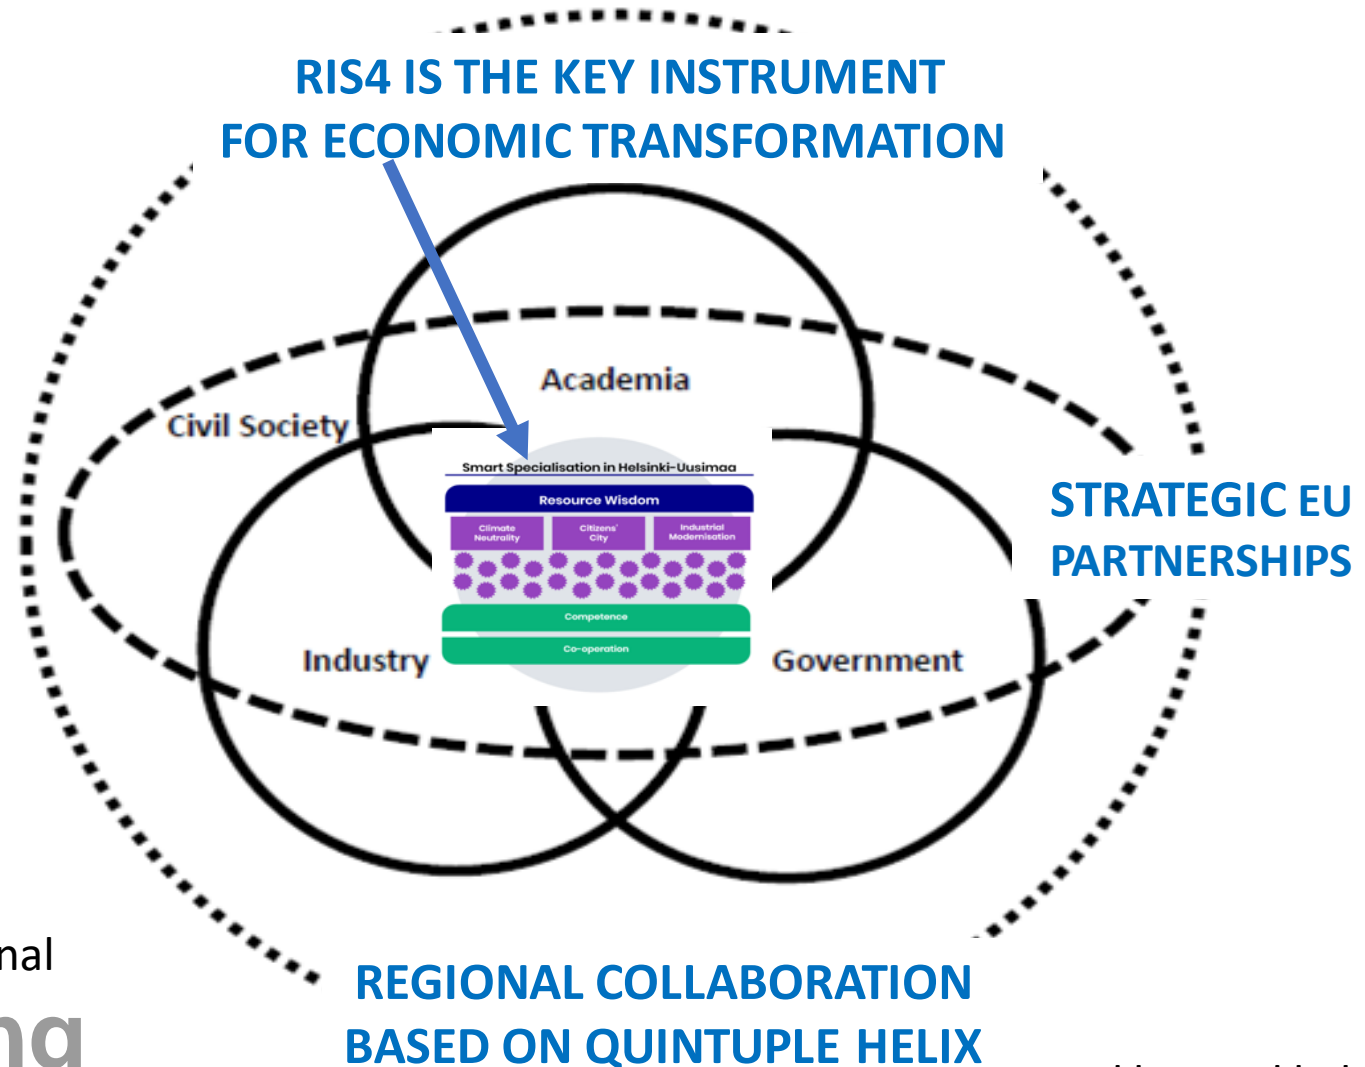 RIS4 IS THE KEY INSTRUMENT
FOR ECONOMIC TRANSFORMATION
Academia
Civil Society
Smart Specialisation in Helsinki-Uusimaa
Resource Wisdom
Climate
Neutrality
Citizens'
City
Industrial
Modernisation
STRATEGIC EU
PARTNERSHIPS
Competence
Co-operation
Industry
Government
nal
ng
REGIONAL COLLABORATION
BASED ON QUINTUPLE HELIX